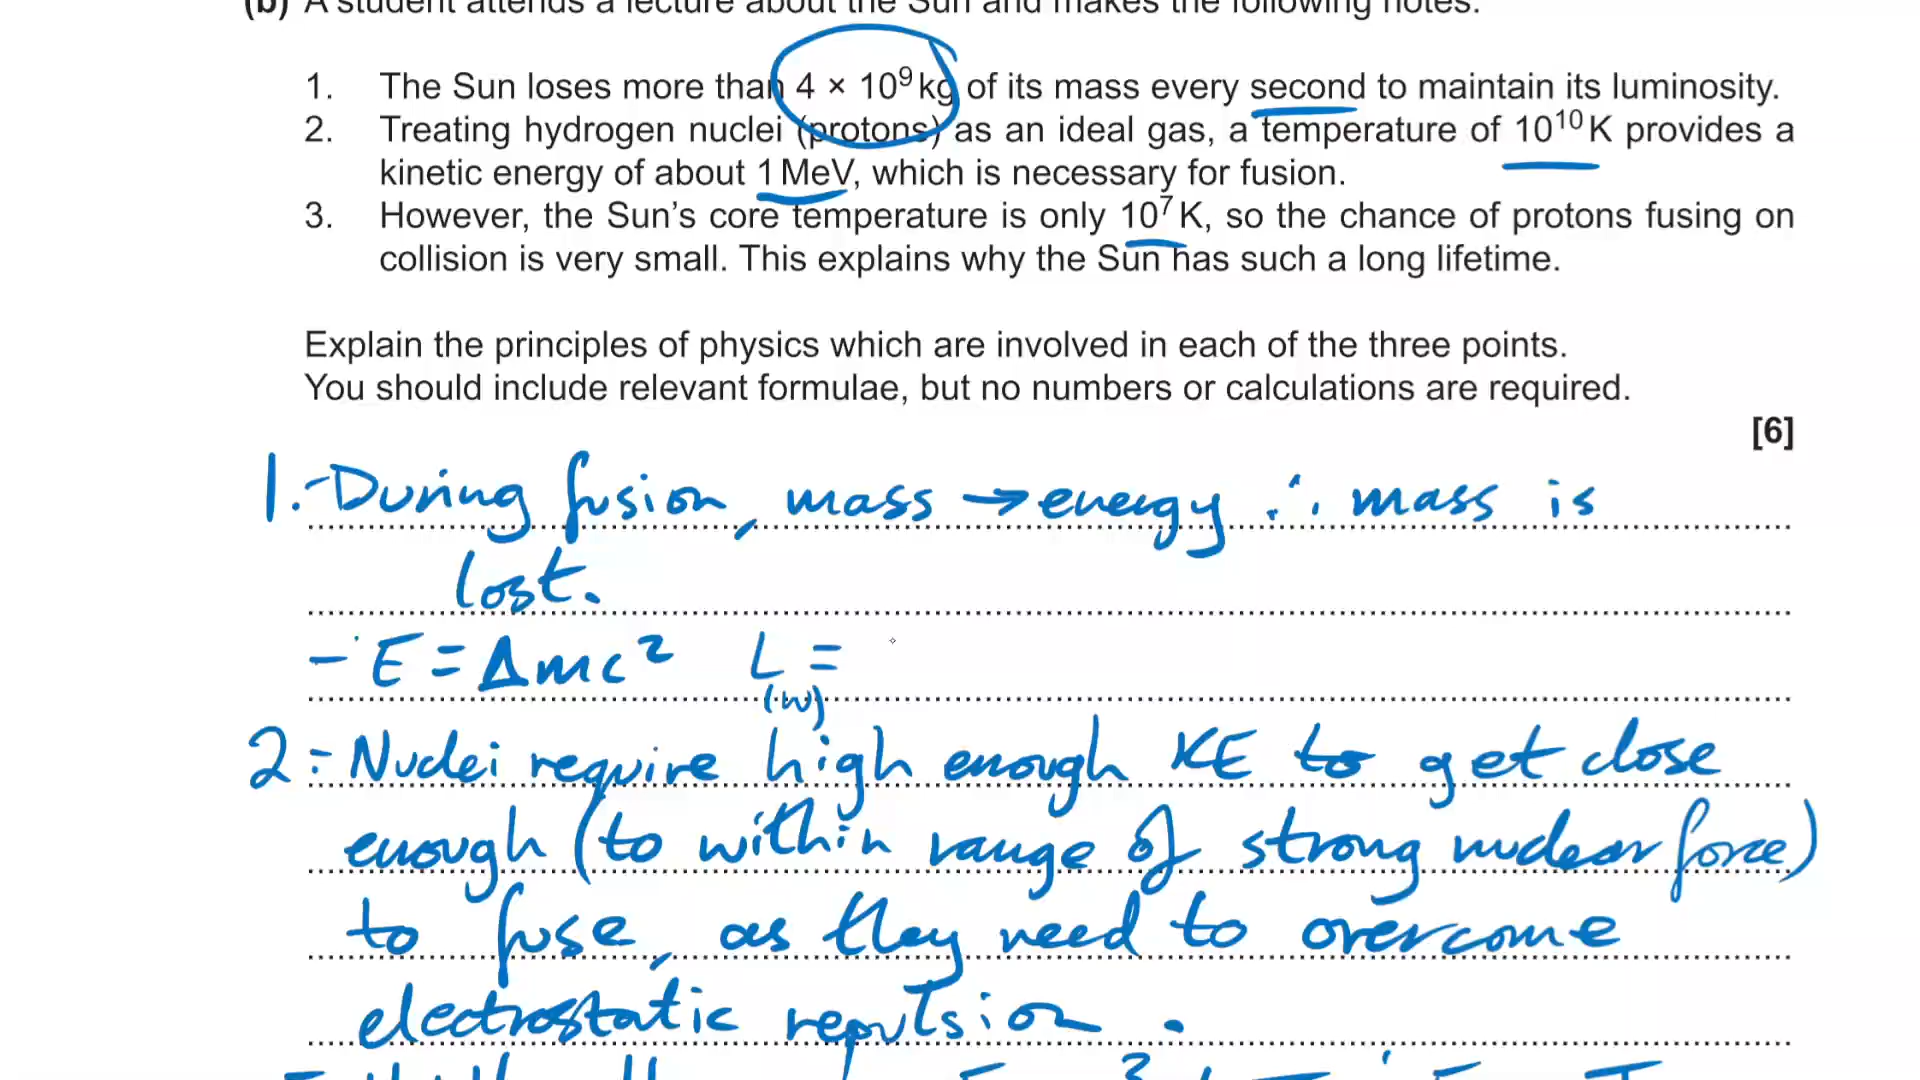 (b) A student attends a lecture about the Sun and makes the following notes:
1. The Sun loses more than 4 × 10⁹ kg of its mass every second to maintain its luminosity.
2. Treating hydrogen nuclei (protons) as an ideal gas, a temperature of 10¹⁰ K provides a
kinetic energy of about 1 MeV, which is necessary for fusion.
3. However, the Sun's core temperature is only 10⁷ K, so the chance of protons fusing on
collision is very small. This explains why the Sun has such a long lifetime.
Explain the principles of physics which are involved in each of the three points.
You should include relevant formulae, but no numbers or calculations are required.
[6]
1. - During fusion, mass → energy ∴ mass is
lost.
- E = Δmc² L =
(W)
2 - Nuclei require high enough KE to get close
enough (to within range of strong nuclear force)
to fuse, as they need to overcome
electrostatic repulsion.